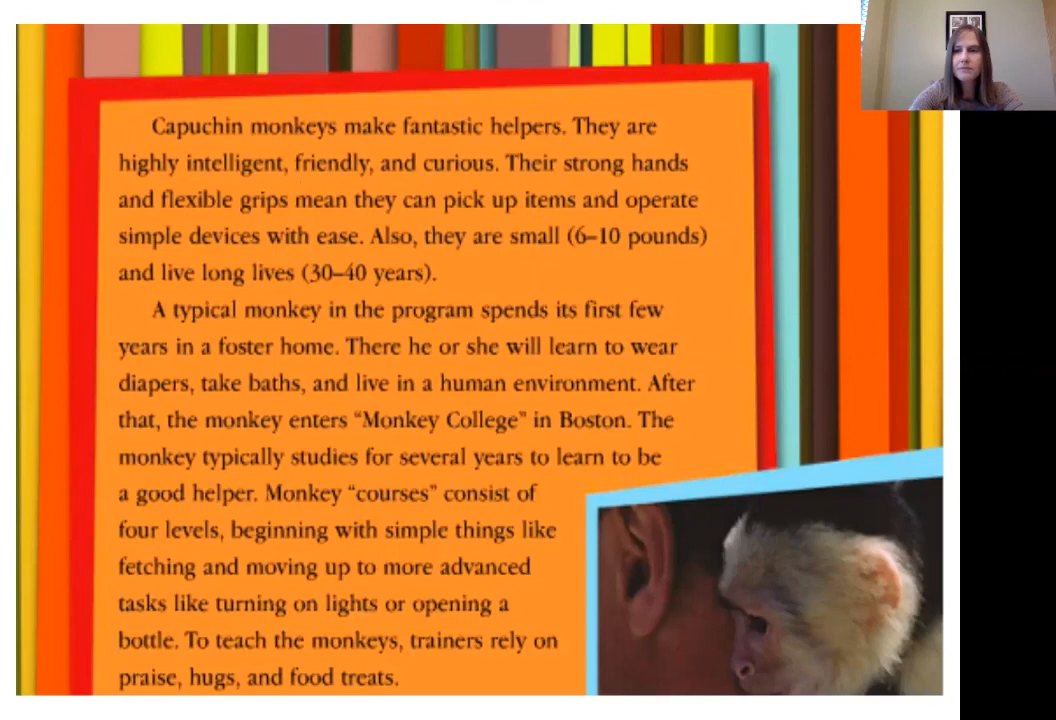 Capuchin monkeys make fantastic helpers. They are
highly intelligent, friendly, and curious. Their strong hands
and flexible grips mean they can pick up items and operate
simple devices with ease. Also, they are small (6–10 pounds)
and live long lives (30–40 years).
A typical monkey in the program spends its first few
years in a foster home. There he or she will learn to wear
diapers, take baths, and live in a human environment. After
that, the monkey enters “Monkey College” in Boston. The
monkey typically studies for several years to learn to be
a good helper. Monkey “courses” consist of
four levels, beginning with simple things like
fetching and moving up to more advanced
tasks like turning on lights or opening a
bottle. To teach the monkeys, trainers rely on
praise, hugs, and food treats.